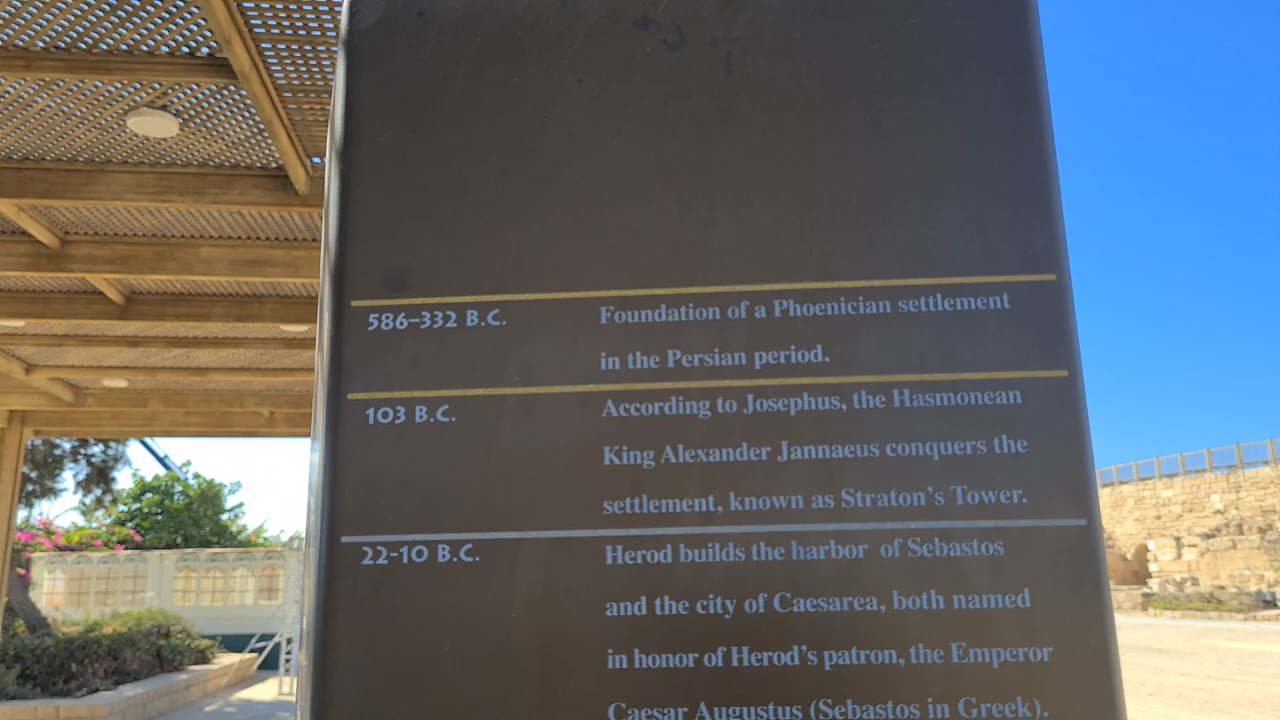 586–332 B.C. Foundation of a Phoenician settlement
in the Persian period.
103 B.C. According to Josephus, the Hasmonean
King Alexander Jannaeus conquers the
settlement, known as Straton's Tower.
22-10 B.C. Herod builds the harbor of Sebastos
and the city of Caesarea, both named
in honor of Herod's patron, the Emperor
Caesar Augustus (Sebastos in Greek).